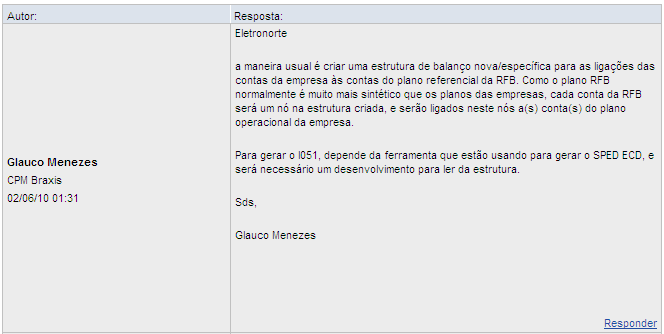 Autor:
Resposta:
Glauco Menezes
CPM Braxis
02/06/10 01:31
Eletronorte
a maneira usual é criar uma estrutura de balanço nova/específica para as ligações das
contas da empresa às contas do plano referencial da RFB. Como o plano RFB
normalmente é muito mais sintético que os planos das empresas, cada conta da RFB
será um nó na estrutura criada, e serão ligados neste nós a(s) conta(s) do plano
operacional da empresa.
Para gerar o I051, depende da ferramenta que estão usando para gerar o SPED ECD, e
será necessário um desenvolvimento para ler da estrutura.
Sds,
Glauco Menezes
Responder